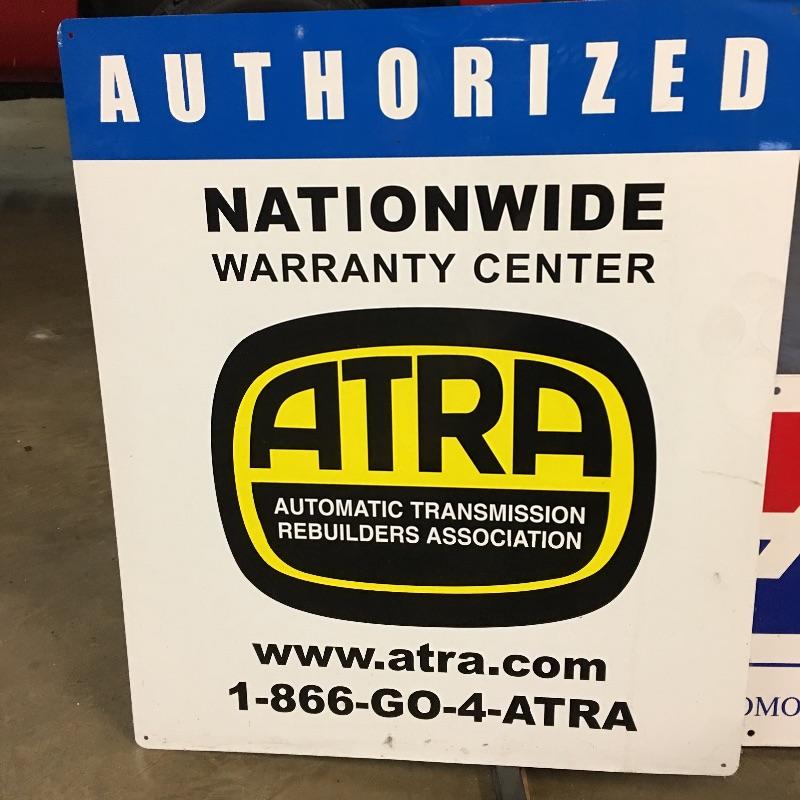 AUTHORIZED
NATIONWIDE
WARRANTY CENTER
ATRA
AUTOMATIC TRANSMISSION
REBUILDERS ASSOCIATION
www.atra.com
1-866-GO-4-ATRA